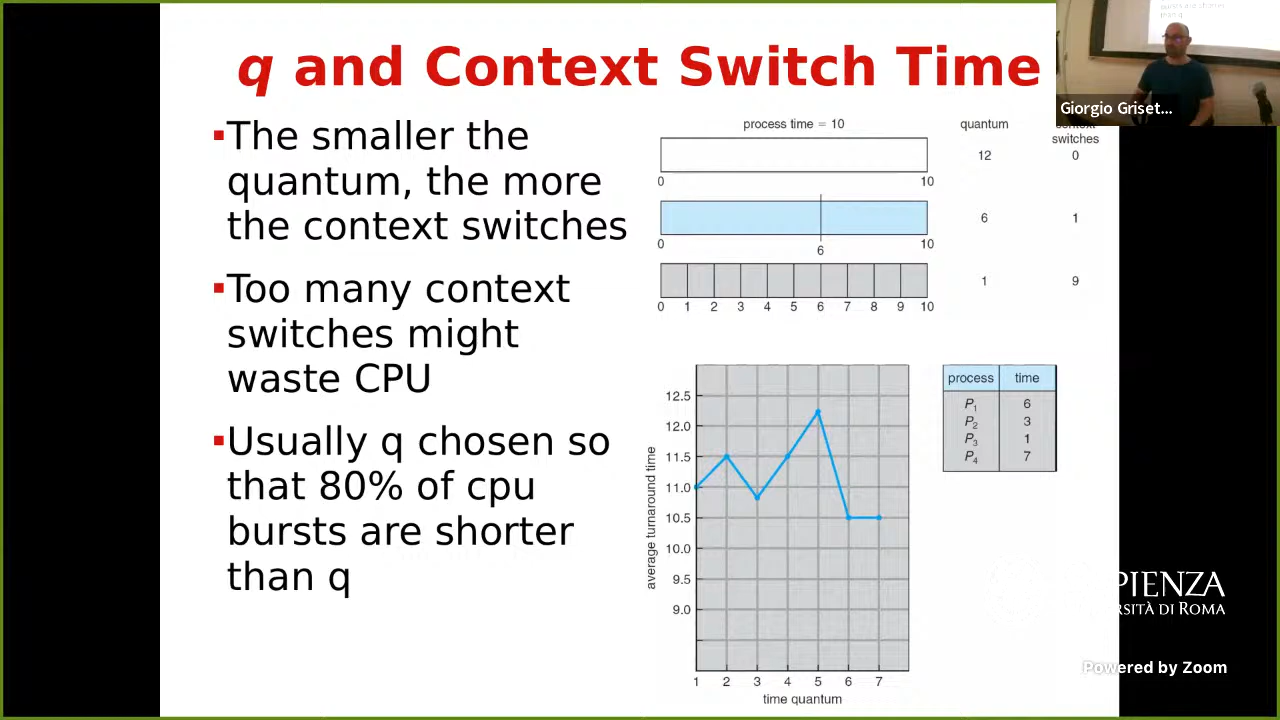 q and Context Switch Time
▪The smaller the
quantum, the more
the context switches
▪Too many context
switches might
waste CPU
▪Usually q chosen so
that 80% of cpu
bursts are shorter
than q
process time = 10
quantum
context
switches
0 10
12 0
0 6 10
6 1
0 1 2 3 4 5 6 7 8 9 10
1 9
average turnaround time
12.5
12.0
11.5
11.0
10.5
10.0
9.5
9.0
1 2 3 4 5 6 7
time quantum
process time
P1 6
P2 3
P3 1
P4 7
Giorgio Griset...
PIENZA
RSITÀ DI ROMA
Powered by Zoom